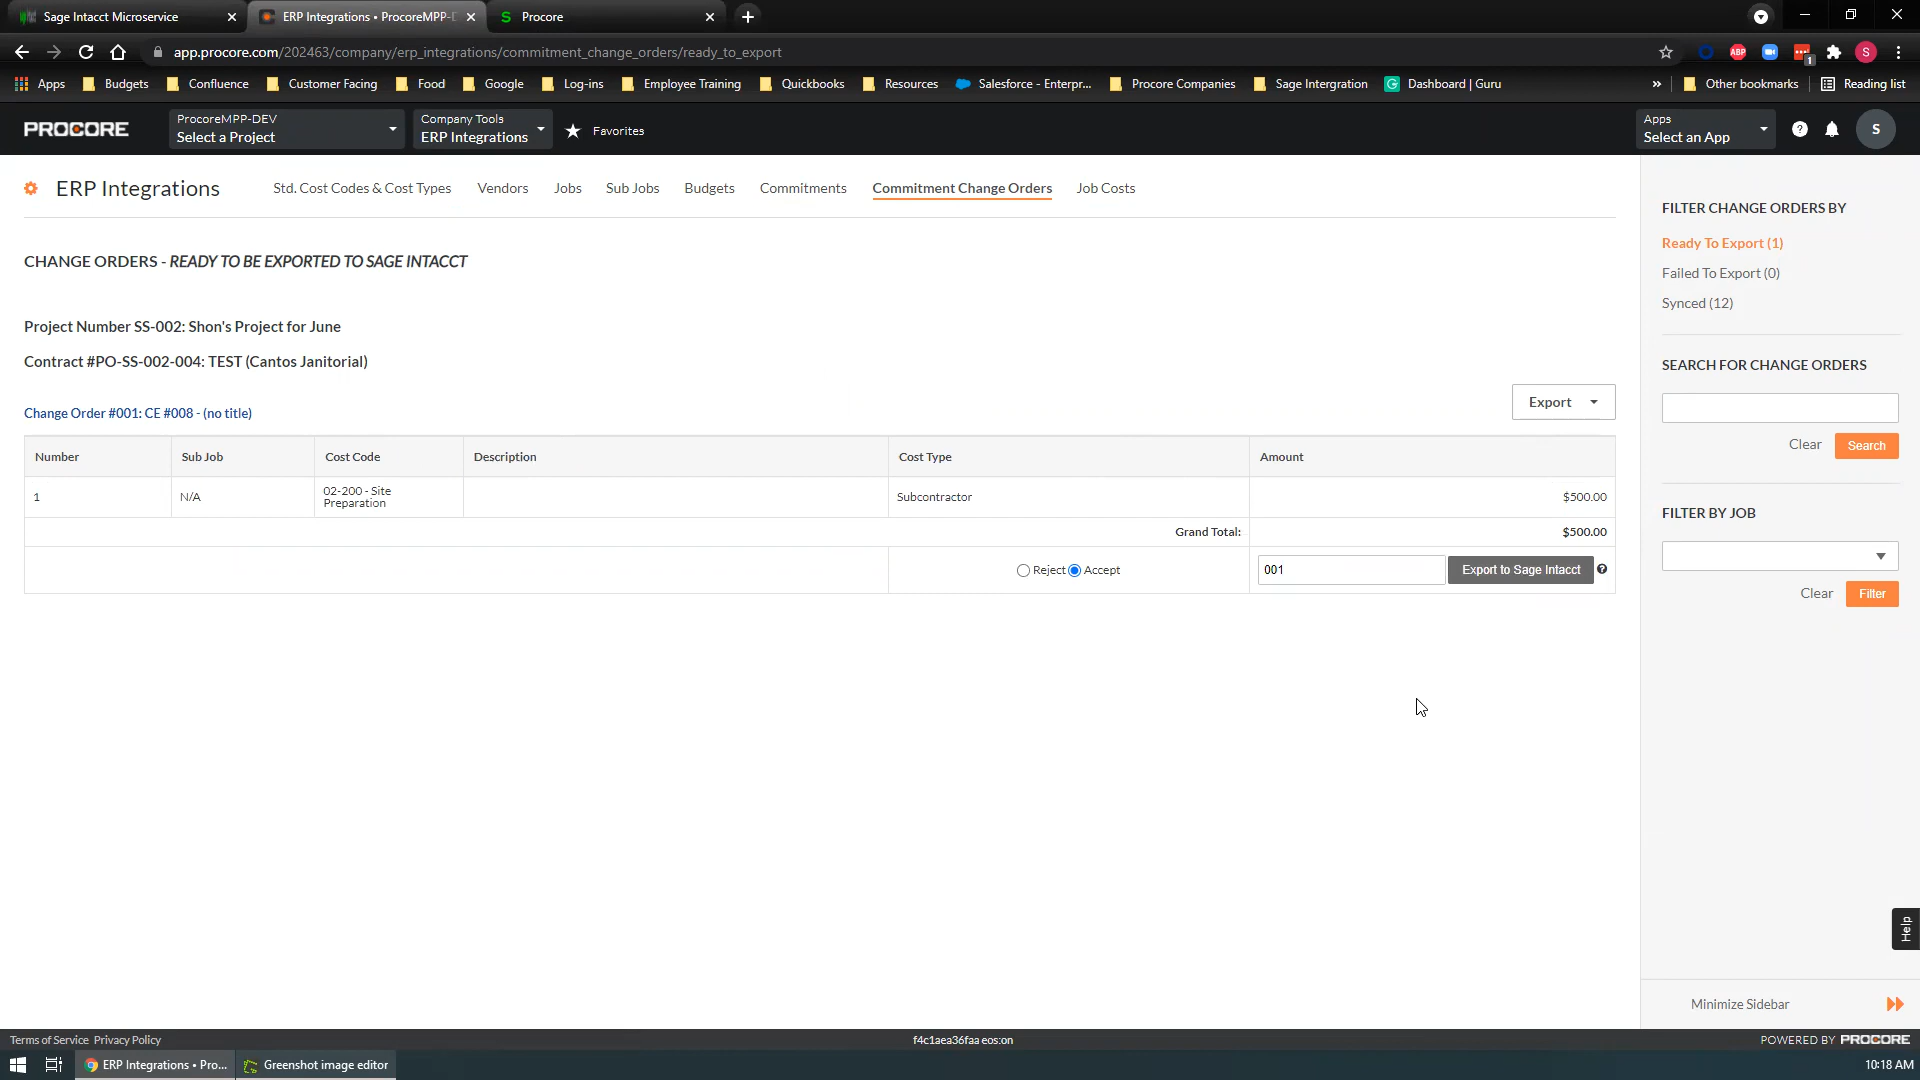 Sage Intacct Microservice
ERP Integrations • ProcoreMPP-D
Procore
app.procore.com/202463/company/erp_integrations/commitment_change_orders/ready_to_export
Apps
Budgets
Confluence
Customer Facing
Food
Google
Log-ins
Employee Training
Quickbooks
Resources
Salesforce - Enterpr...
Procore Companies
Sage Intergration
Dashboard | Guru
»
Other bookmarks
Reading list
ABP
1
S
PROCORE
ProcoreMPP-DEV
Select a Project
Company Tools
ERP Integrations
Favorites
Apps
Select an App
S
ERP Integrations
Std. Cost Codes & Cost Types
Vendors
Jobs
Sub Jobs
Budgets
Commitments
Commitment Change Orders
Job Costs
CHANGE ORDERS - READY TO BE EXPORTED TO SAGE INTACCT
Project Number SS-002: Shon's Project for June
Contract #PO-SS-002-004: TEST (Cantos Janitorial)
Change Order #001: CE #008 - (no title)
Export
Number
Sub Job
Cost Code
Description
Cost Type
Amount
1
N/A
02-200 - Site
Preparation
Subcontractor
$500.00
Grand Total:
$500.00
Reject
Accept
001
Export to Sage Intacct
FILTER CHANGE ORDERS BY
Ready To Export (1)
Failed To Export (0)
Synced (12)
SEARCH FOR CHANGE ORDERS
Clear
Search
FILTER BY JOB
Clear
Filter
Help
Minimize Sidebar
Terms of Service
Privacy Policy
f4c1aea36faa eos:on
POWERED BY PROCORE
ERP Integrations • Pro...
Greenshot image editor
10:18 AM